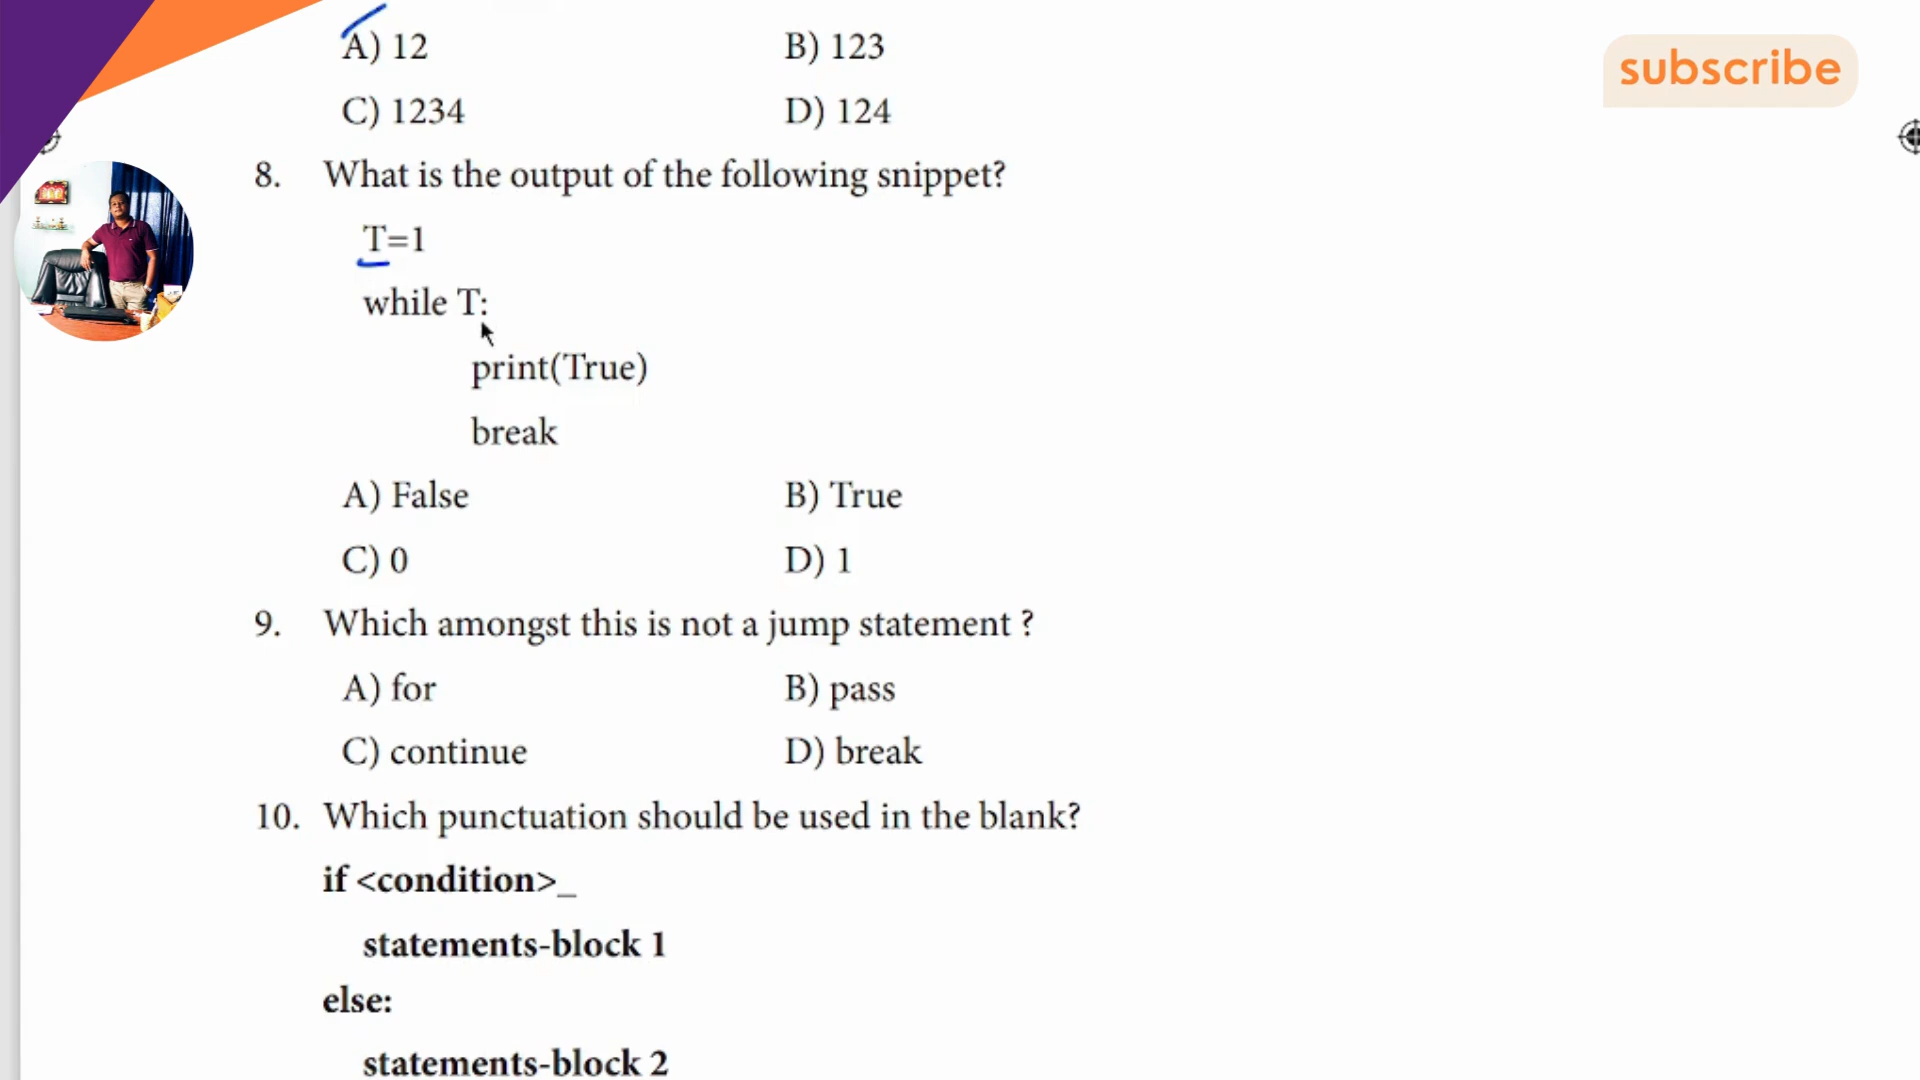 subscribe
A) 12 B) 123
C) 1234 D) 124
8. What is the output of the following snippet?
T=1
while T:
print(True)
break
A) False B) True
C) 0 D) 1
9. Which amongst this is not a jump statement ?
A) for B) pass
C) continue D) break
10. Which punctuation should be used in the blank?
if <condition>_
statements-block 1
else:
statements-block 2